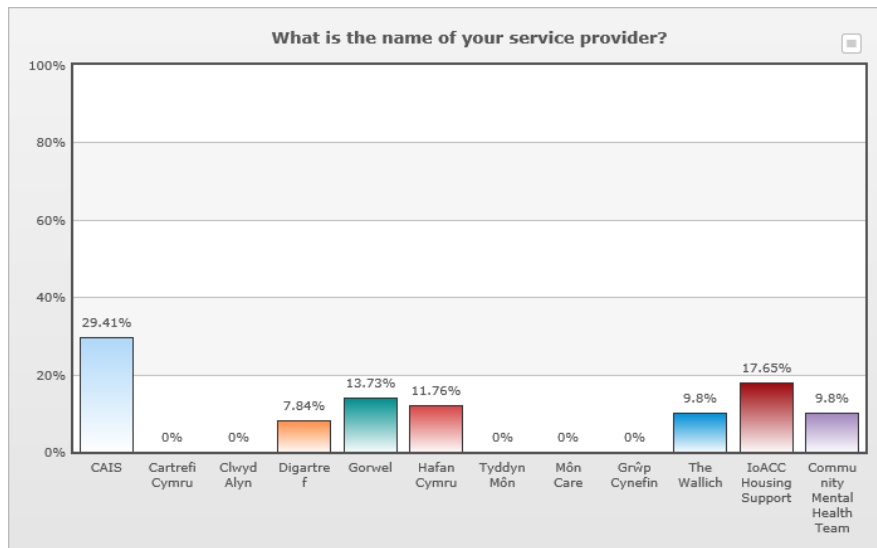 What is the name of your service provider?
100%
80%
60%
40%
20%
0%
29.41%
0%
0%
7.84%
13.73%
11.76%
0%
0%
0%
9.8%
17.65%
9.8%
CAIS
Cartrefi
Cymru
Clwyd
Alyn
Digartre
f
Gorwel
Hafan
Cymru
Tyddyn
Môn
Môn
Care
Grŵp
Cynefin
The
Wallich
IoACC
Housing
Support
Commu
nity
Mental
Health
Team